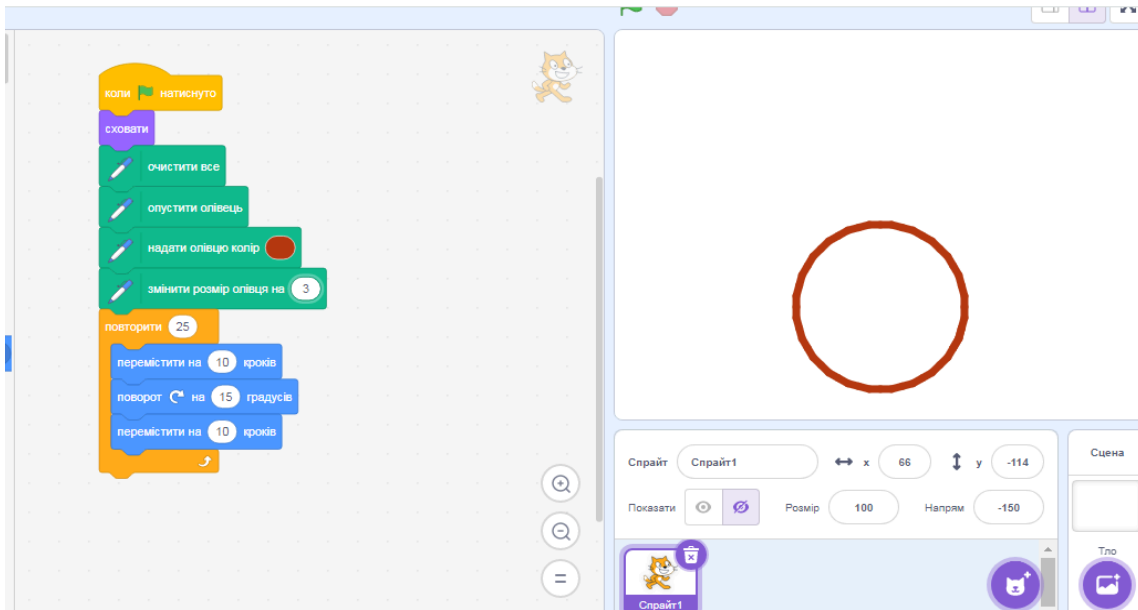 коли натиснуто
сховати
очистити все
опустити олівець
надати олівцю колір
змінити розмір олівця на 3
повторити 25
перемістити на 10 кроків
поворот на 15 градусів
перемістити на 10 кроків
Спрайт Спрайт1 x 66 y -114
Показати Розмір 100 Напрям -150
Спрайт1
Сцена
Тло